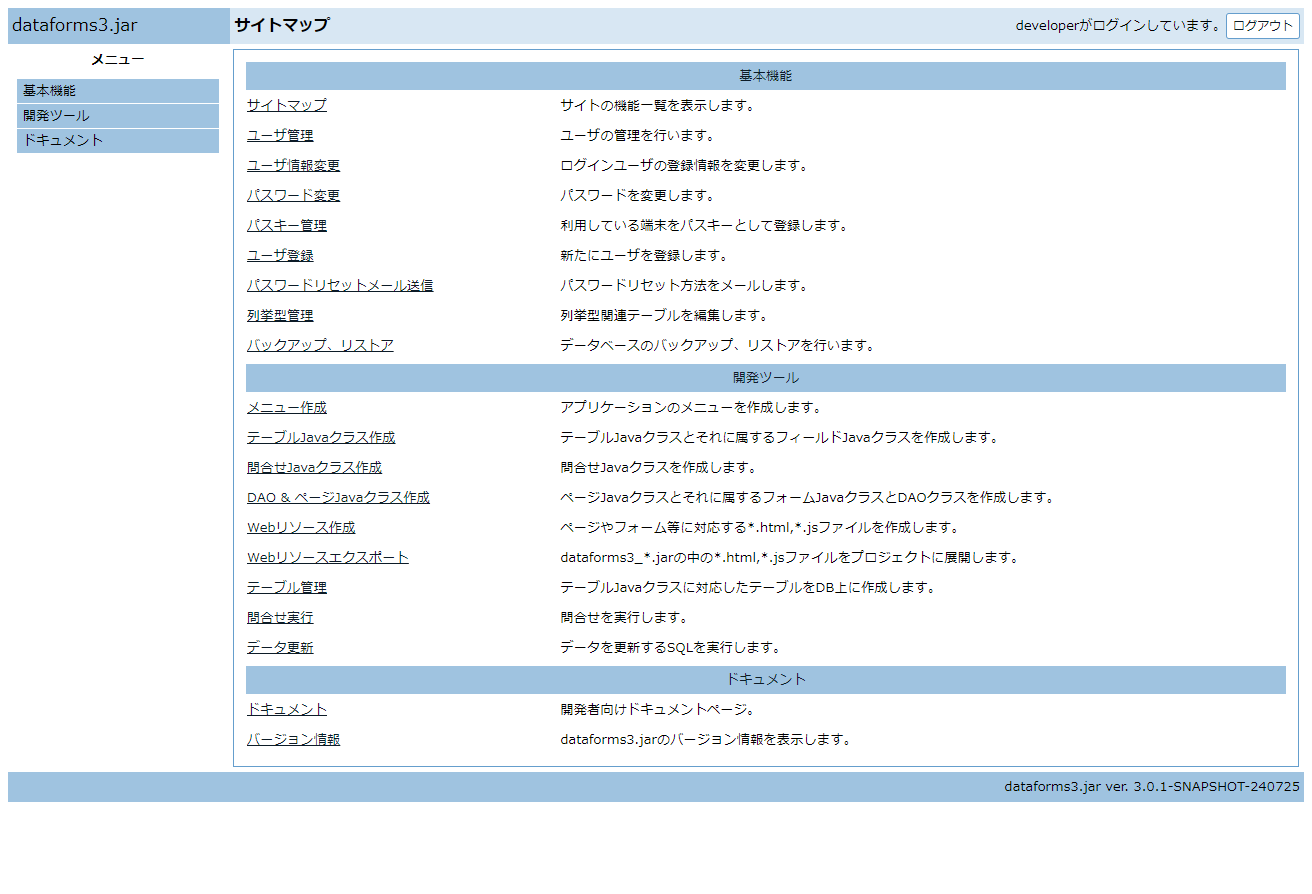 dataforms3.jar
サイトマップ
developerがログインしています。 ログアウト
メニュー
基本機能
開発ツール
ドキュメント
基本機能
サイトマップ サイトの機能一覧を表示します。
ユーザ管理 ユーザの管理を行います。
ユーザ情報変更 ログインユーザの登録情報を変更します。
パスワード変更 パスワードを変更します。
パスキー管理 利用している端末をパスキーとして登録します。
ユーザ登録 新たにユーザを登録します。
パスワードリセットメール送信 パスワードリセット方法をメールします。
列挙型管理 列挙型関連テーブルを編集します。
バックアップ、リストア データベースのバックアップ、リストアを行います。
開発ツール
メニュー作成 アプリケーションのメニューを作成します。
テーブルJavaクラス作成 テーブルJavaクラスとそれに属するフィールドJavaクラスを作成します。
問合せJavaクラス作成 問合せJavaクラスを作成します。
DAO & ページJavaクラス作成 ページJavaクラスとそれに属するフォームJavaクラスとDAOクラスを作成します。
Webリソース作成 ページやフォーム等に対応する*.html,*.jsファイルを作成します。
Webリソースエクスポート dataforms3_*.jarの中の*.html,*.jsファイルをプロジェクトに展開します。
テーブル管理 テーブルJavaクラスに対応したテーブルをDB上に作成します。
問合せ実行 問合せを実行します。
データ更新 データを更新するSQLを実行します。
ドキュメント
ドキュメント 開発者向けドキュメントページ。
バージョン情報 dataforms3.jarのバージョン情報を表示します。
dataforms3.jar ver. 3.0.1-SNAPSHOT-240725